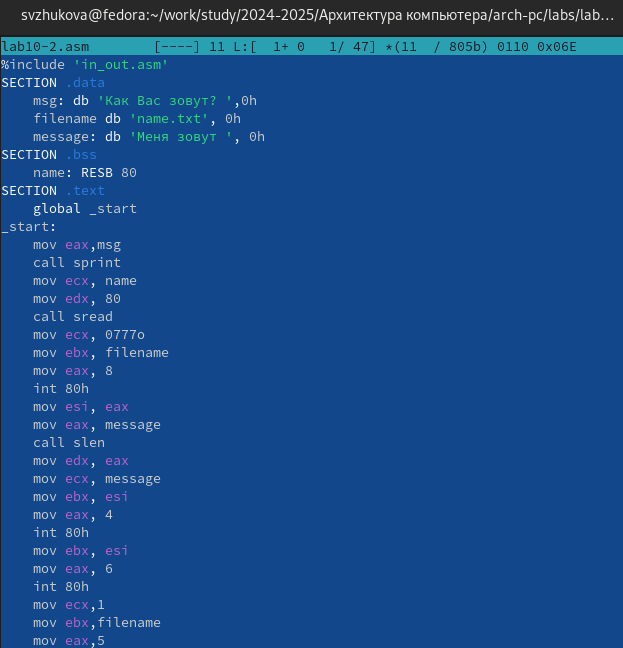 svzhukova@fedora:~/work/study/2024-2025/Архитектура компьютера/arch-pc/labs/lab…
lab10-2.asm [----] 11 L:[ 1+ 0 1/ 47] *(11 / 805b) 0110 0x06E
%include 'in_out.asm'
SECTION .data
msg: db 'Как Вас зовут? ',0h
filename db 'name.txt', 0h
message: db 'Меня зовут ', 0h
SECTION .bss
name: RESB 80
SECTION .text
global _start
_start:
mov eax,msg
call sprint
mov ecx, name
mov edx, 80
call sread
mov ecx, 0777o
mov ebx, filename
mov eax, 8
int 80h
mov esi, eax
mov eax, message
call slen
mov edx, eax
mov ecx, message
mov ebx, esi
mov eax, 4
int 80h
mov ebx, esi
mov eax, 6
int 80h
mov ecx,1
mov ebx,filename
mov eax,5